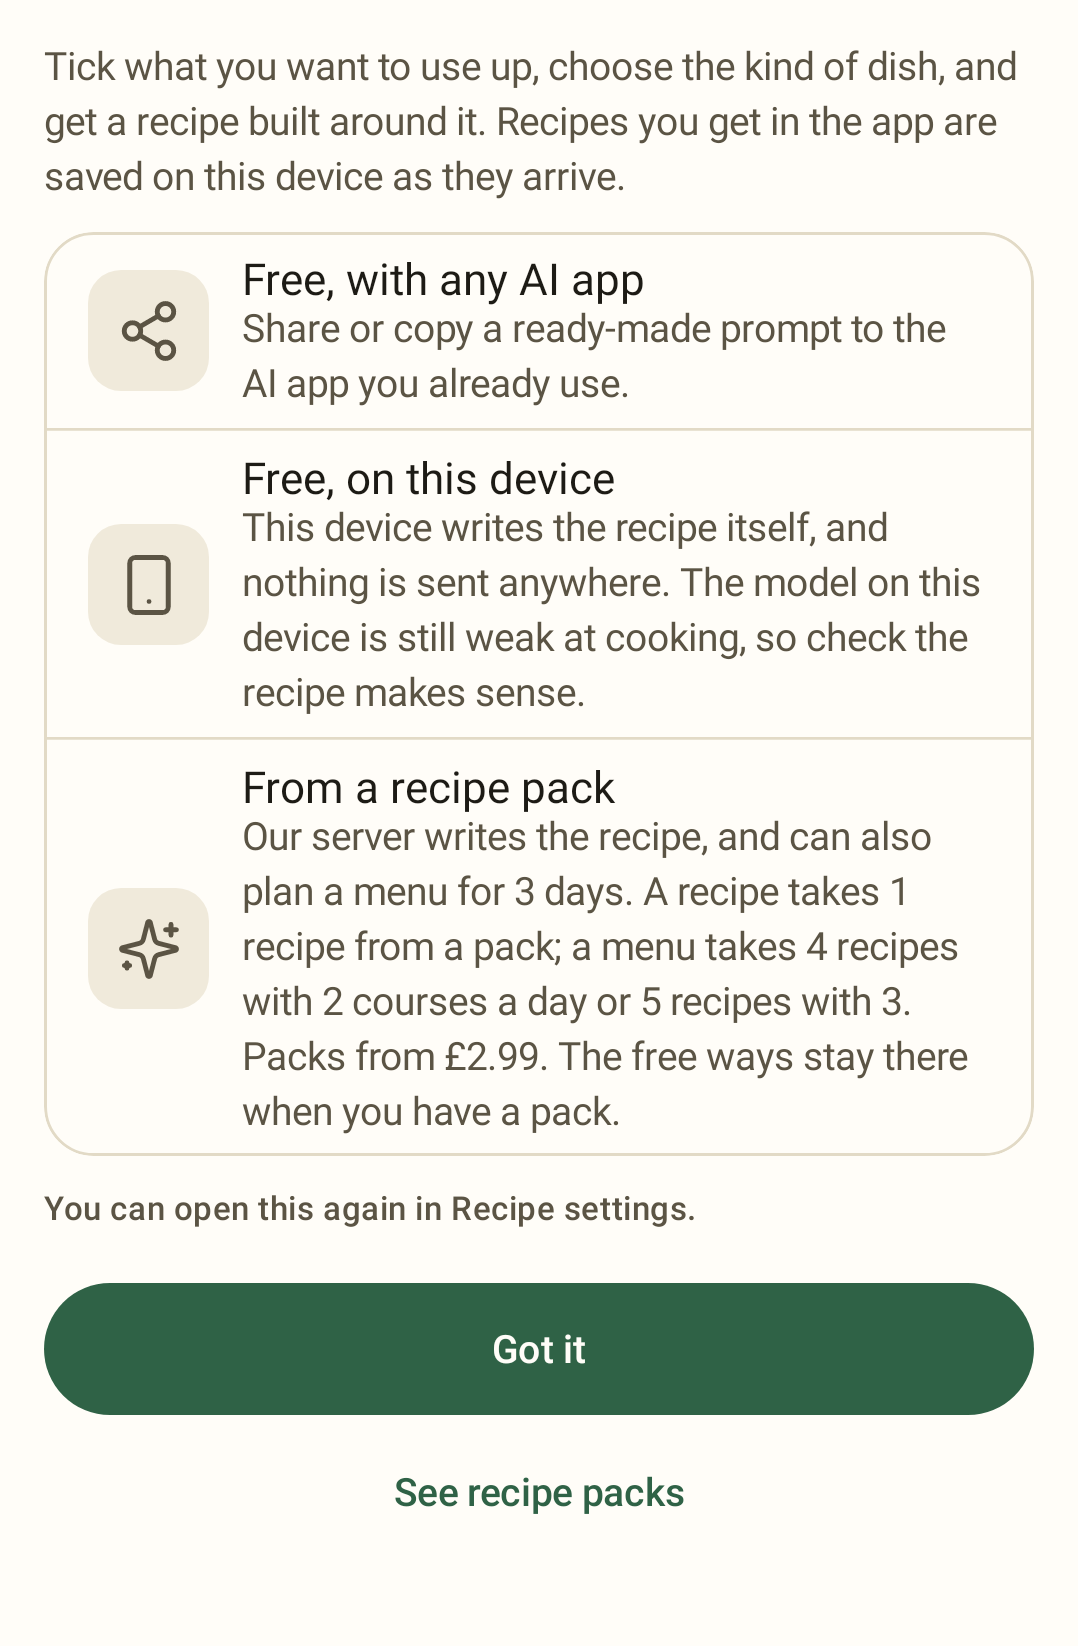 Tick what you want to use up, choose the kind of dish, and
get a recipe built around it. Recipes you get in the app are
saved on this device as they arrive.
Free, with any AI app
Share or copy a ready-made prompt to the
AI app you already use.
Free, on this device
This device writes the recipe itself, and
nothing is sent anywhere. The model on this
device is still weak at cooking, so check the
recipe makes sense.
From a recipe pack
Our server writes the recipe, and can also
plan a menu for 3 days. A recipe takes 1
recipe from a pack; a menu takes 4 recipes
with 2 courses a day or 5 recipes with 3.
Packs from £2.99. The free ways stay there
when you have a pack.
You can open this again in Recipe settings.
Got it
See recipe packs